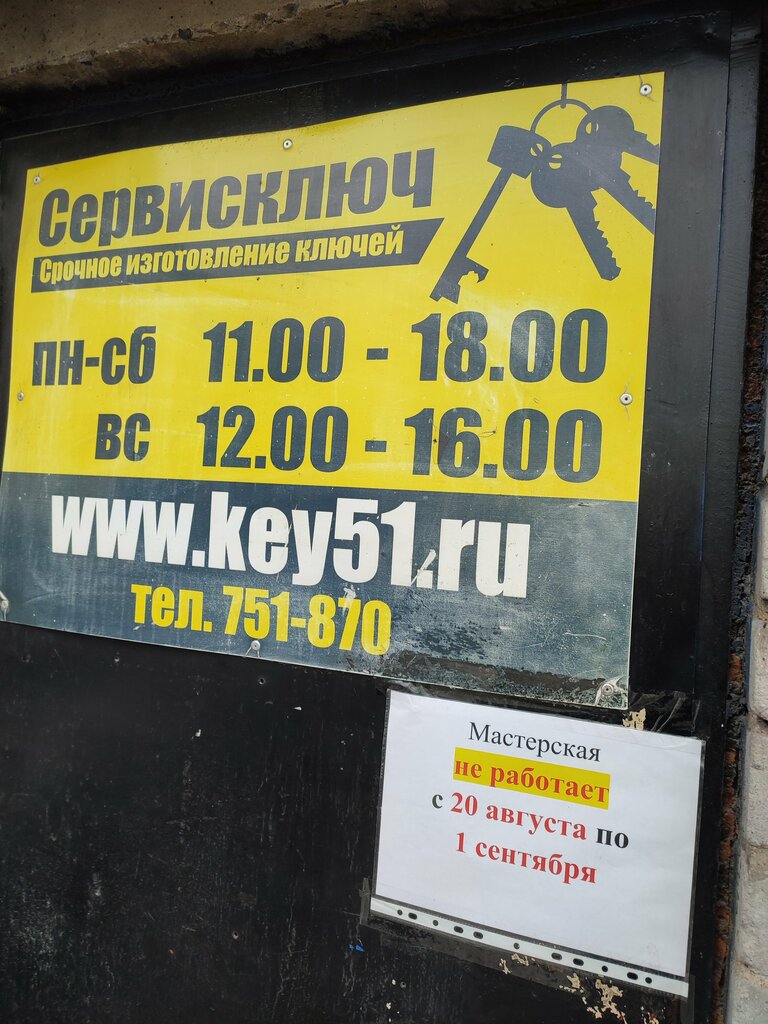 Сервисключ
Срочное изготовление ключей
пн-сб 11.00 - 18.00
вс 12.00 - 16.00
www.key51.ru
тел. 751-870
Мастерская
не работает
с 20 августа по
1 сентября